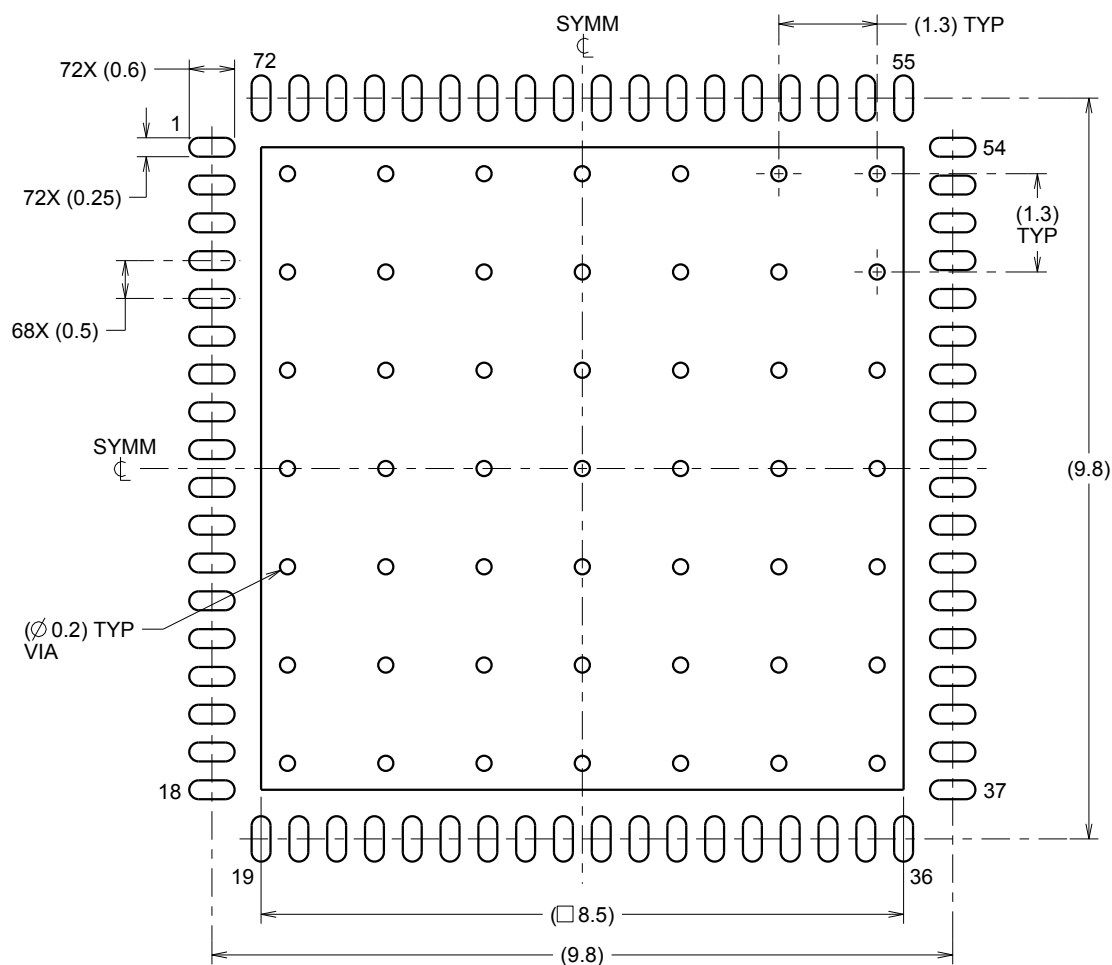 SYMM
℄
(1.3) TYP
72X (0.6)
72
55
1
54
72X (0.25)
(1.3)
TYP
68X (0.5)
SYMM
℄
(9.8)
(∅ 0.2) TYP
VIA
18
37
19
36
(□ 8.5)
(9.8)